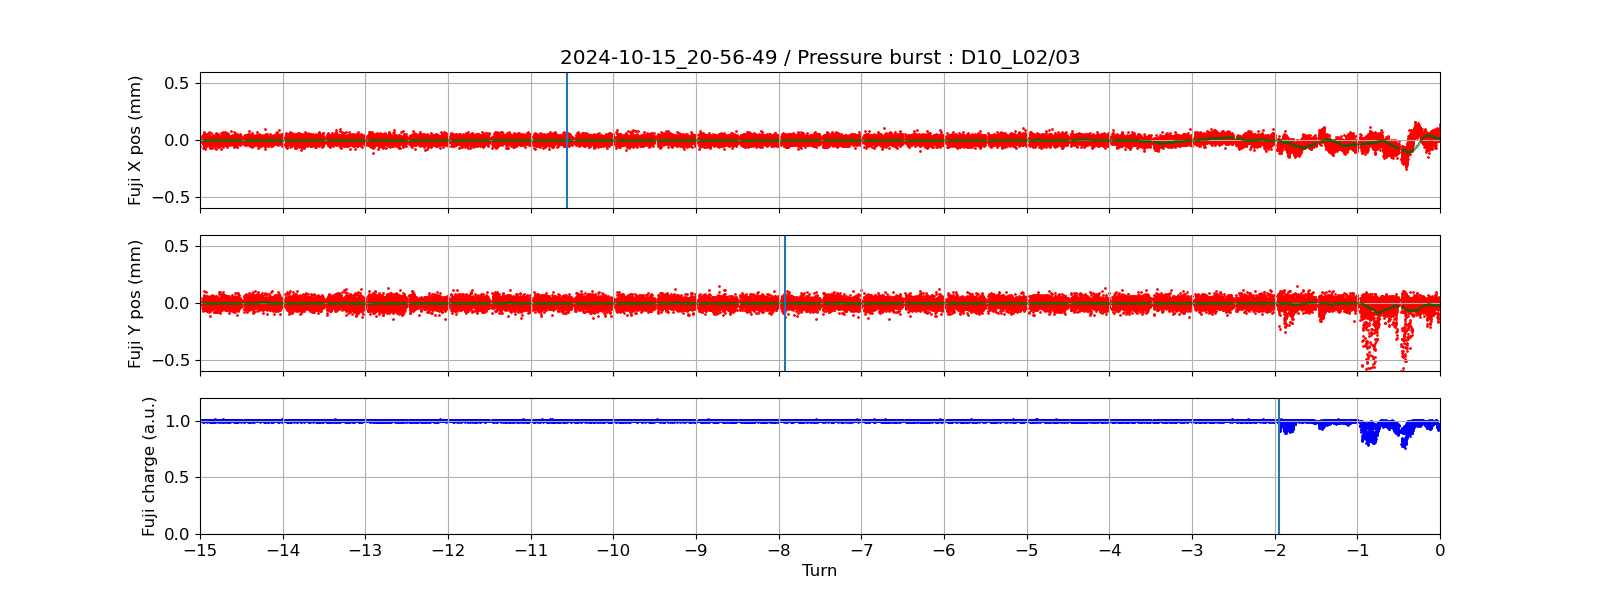 2024-10-15_20-56-49 / Pressure burst : D10_L02/03
Fuji X pos (mm)
0.5
0.0
−0.5
Fuji Y pos (mm)
0.5
0.0
−0.5
Fuji charge (a.u.)
1.0
0.5
0.0
−15 −14 −13 −12 −11 −10 −9 −8 −7 −6 −5 −4 −3 −2 −1 0
Turn